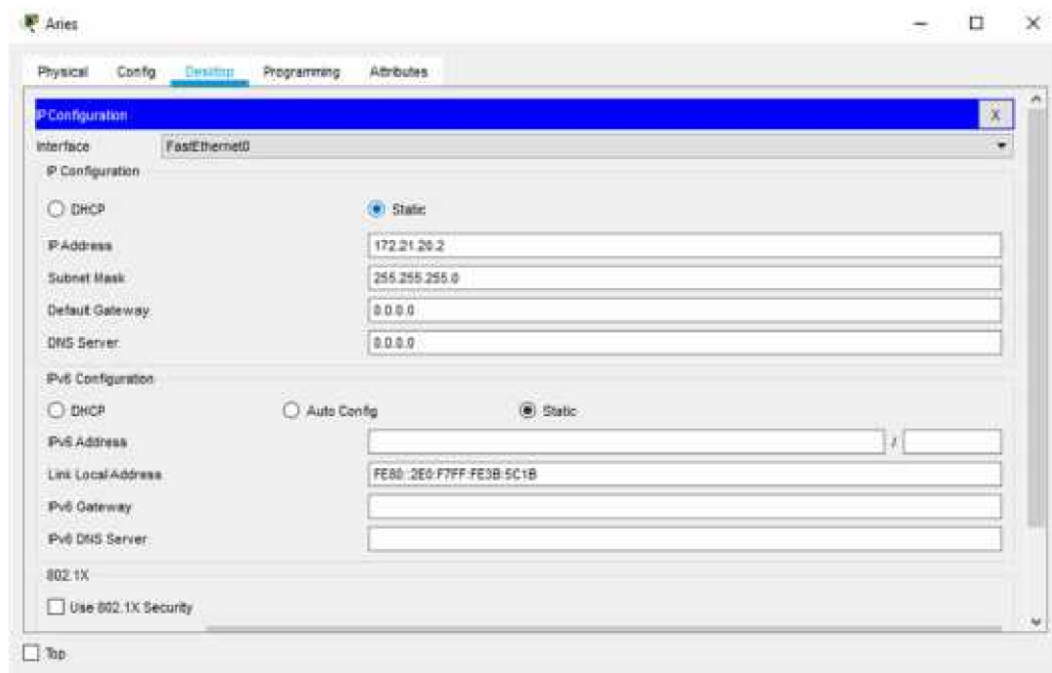 Aries
Physical Config Desktop Programming Attributes
IP Configuration X
Interface FastEthernet0
IP Configuration
DHCP Static
IP Address 172.21.20.2
Subnet Mask 255.255.255.0
Default Gateway 0.0.0.0
DNS Server 0.0.0.0
IPv6 Configuration
DHCP Auto Config Static
IPv6 Address /
Link Local Address FE80::2E0:F7FF:FE3B:5C1B
IPv6 Gateway
IPv6 DNS Server
802.1X
Use 802.1X Security
Top